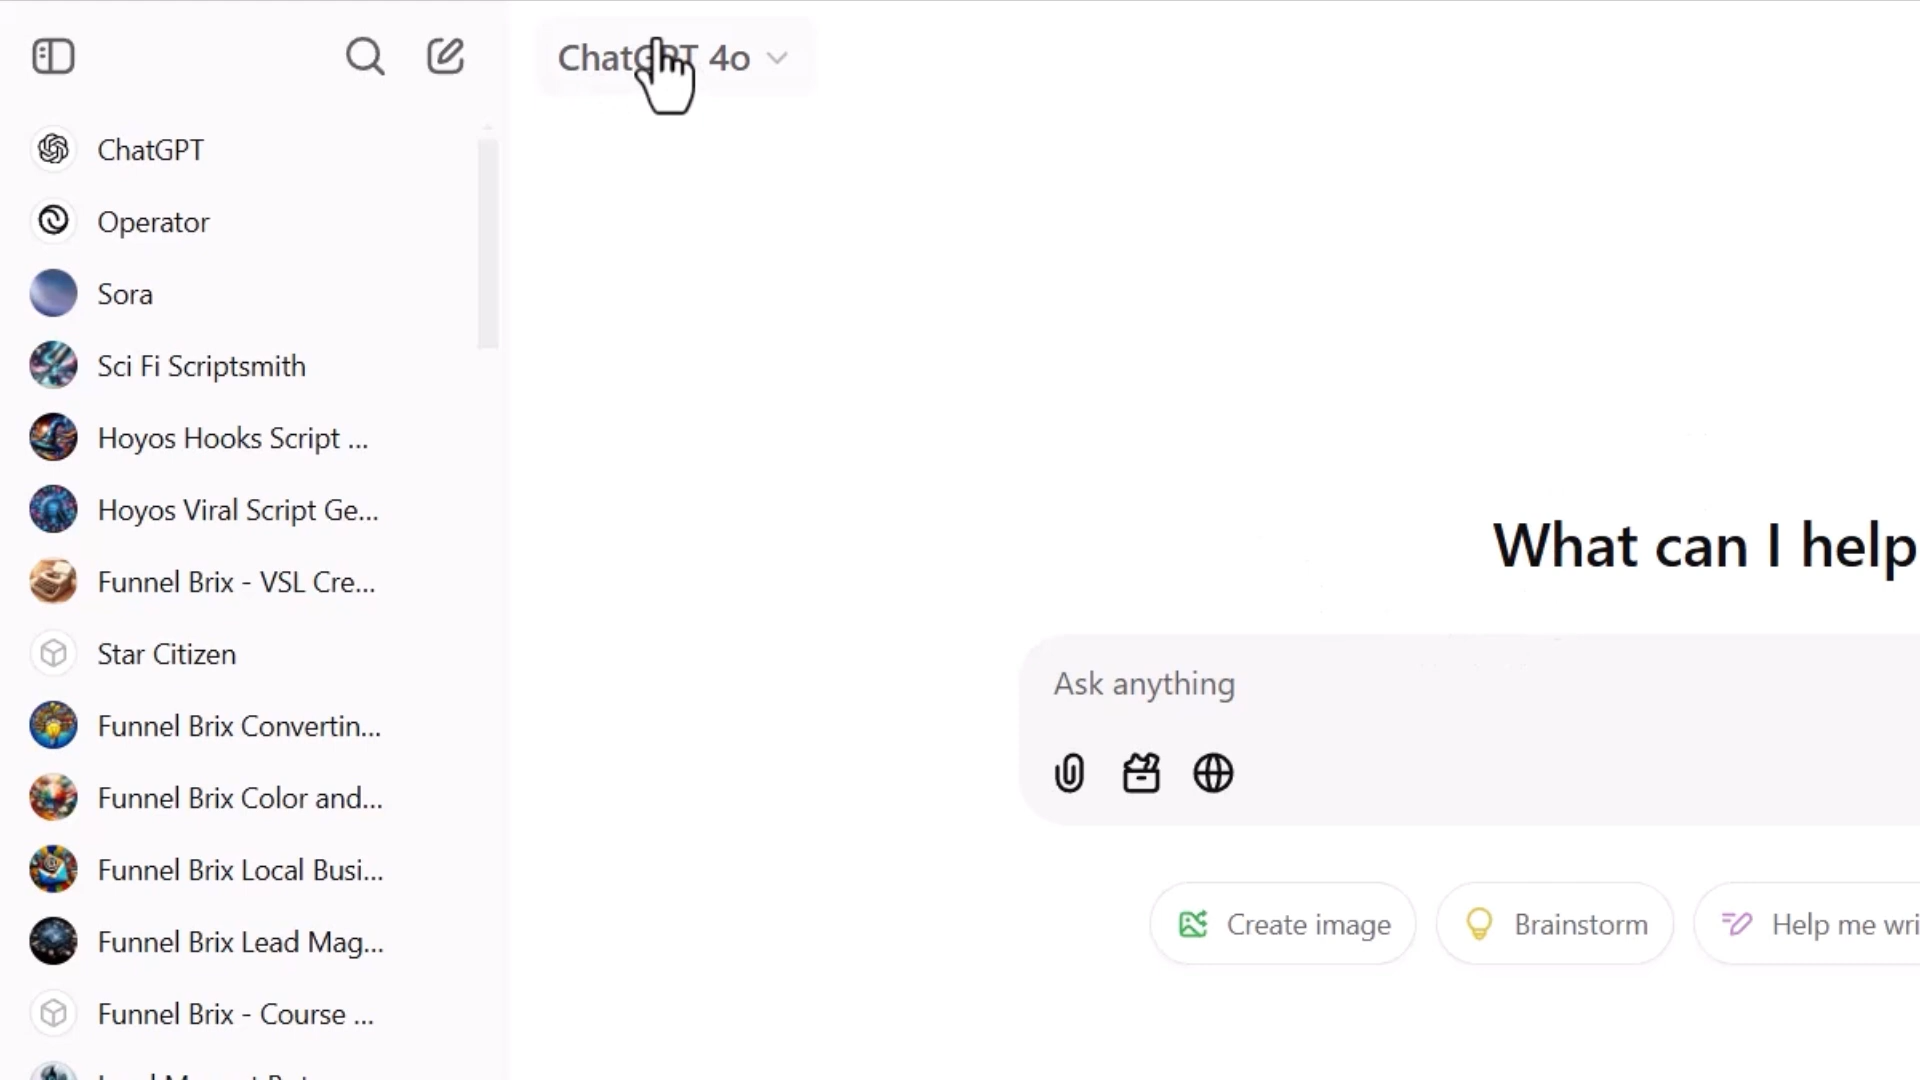 ChatGPT 4o
ChatGPT
Operator
Sora
Sci Fi Scriptsmith
Hoyos Hooks Script ...
Hoyos Viral Script Ge...
Funnel Brix - VSL Cre...
Star Citizen
Funnel Brix Convertin...
Funnel Brix Color and...
Funnel Brix Local Busi...
Funnel Brix Lead Mag...
Funnel Brix - Course ...
What can I help
Ask anything
Create image
Brainstorm
Help me wri